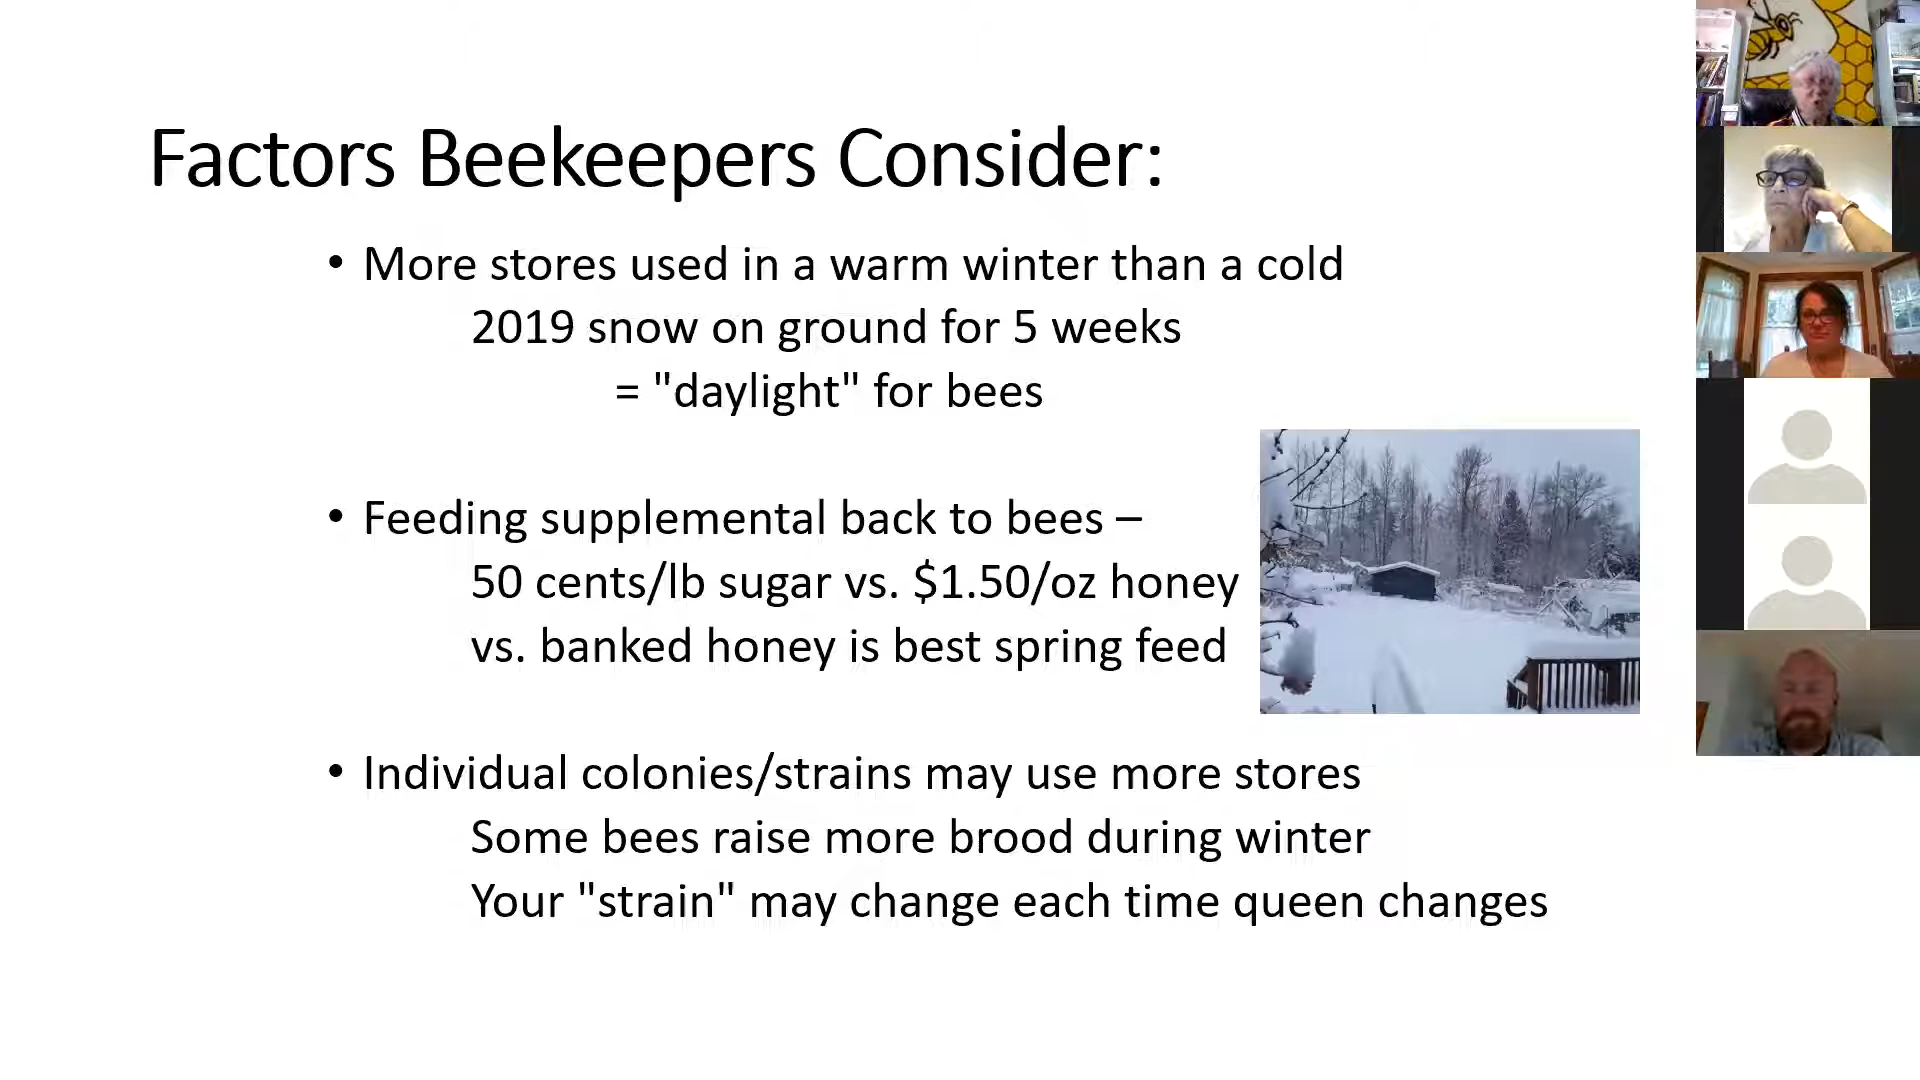 Factors Beekeepers Consider:
• More stores used in a warm winter than a cold
2019 snow on ground for 5 weeks
= "daylight" for bees
• Feeding supplemental back to bees –
50 cents/lb sugar vs. $1.50/oz honey
vs. banked honey is best spring feed
• Individual colonies/strains may use more stores
Some bees raise more brood during winter
Your "strain" may change each time queen changes